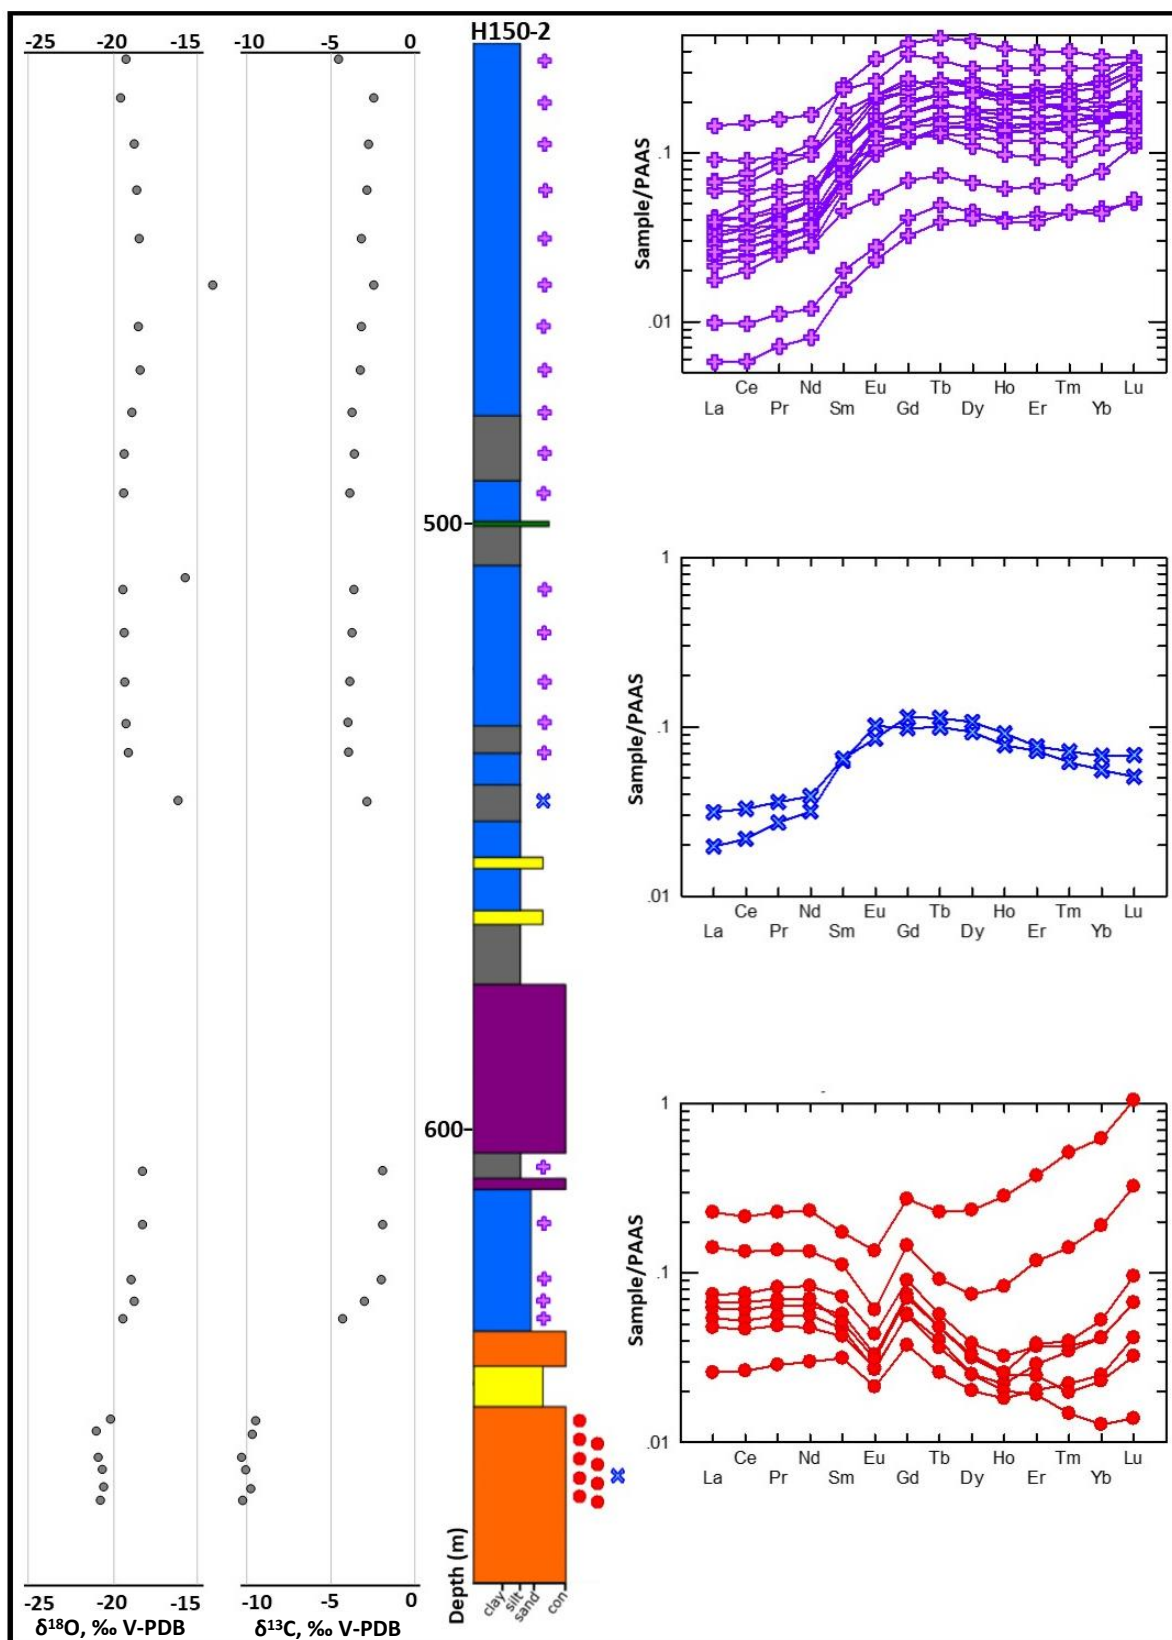 H150-2
-25 -20 -15 -10 -5 0
500
600
-25 -20 -15 -10 -5 0
δ¹⁸O, ‰ V-PDB δ¹³C, ‰ V-PDB
Depth (m)
clay silt sand con
Sample/PAAS
0.1
.01
La Ce Pr Nd Sm Eu Gd Tb Dy Ho Er Tm Yb Lu
Sample/PAAS
1
0.1
.01
La Ce Pr Nd Sm Eu Gd Tb Dy Ho Er Tm Yb Lu
Sample/PAAS
1
0.1
.01
La Ce Pr Nd Sm Eu Gd Tb Dy Ho Er Tm Yb Lu